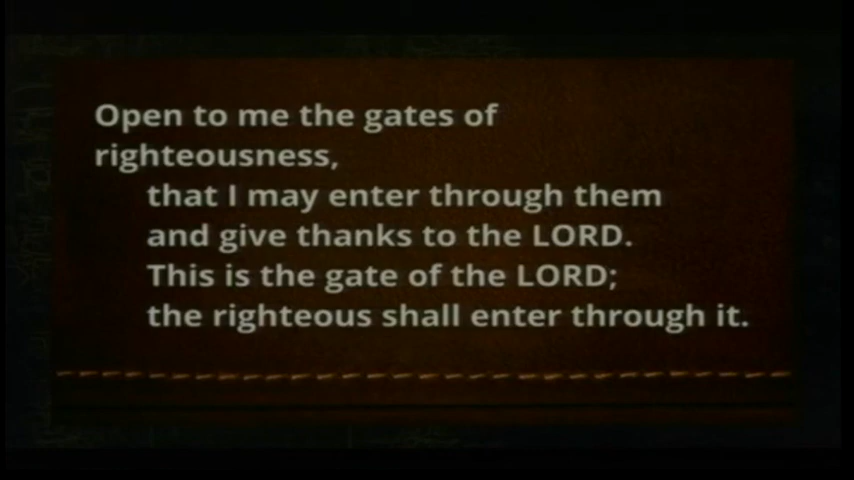 Open to me the gates of
righteousness,
that I may enter through them
and give thanks to the LORD.
This is the gate of the LORD;
the righteous shall enter through it.